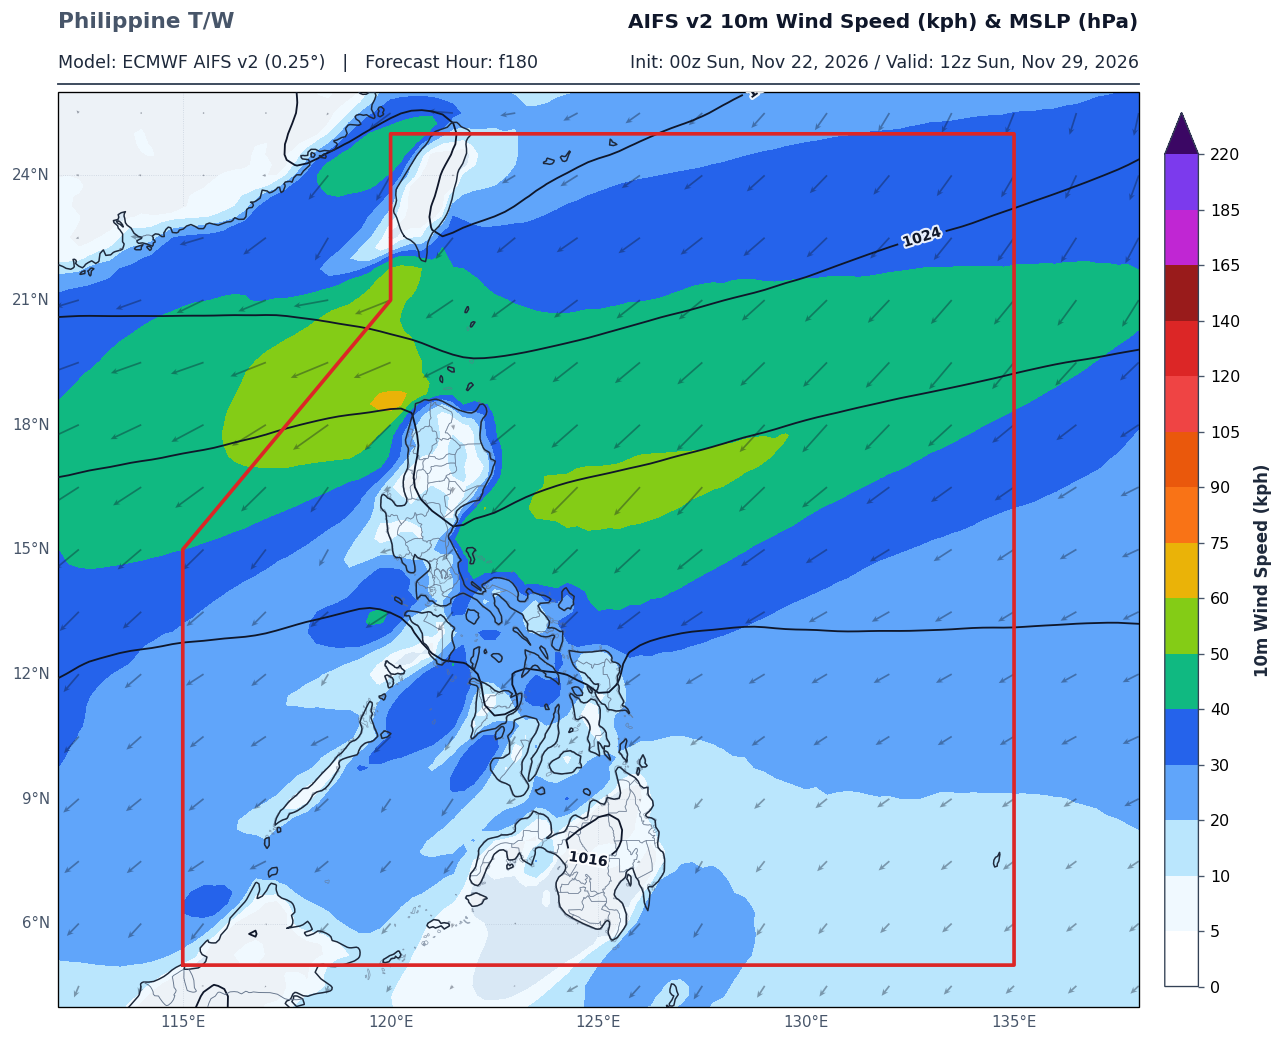 Philippine T/W
AIFS v2 10m Wind Speed (kph) & MSLP (hPa)
Model: ECMWF AIFS v2 (0.25°) | Forecast Hour: f180
Init: 00z Sun, Nov 22, 2026 / Valid: 12z Sun, Nov 29, 2026
24°N
21°N
18°N
15°N
12°N
9°N
6°N
115°E
120°E
125°E
130°E
135°E
1024
1016
220
185
165
140
120
105
90
75
60
50
40
30
20
10
5
0
10m Wind Speed (kph)